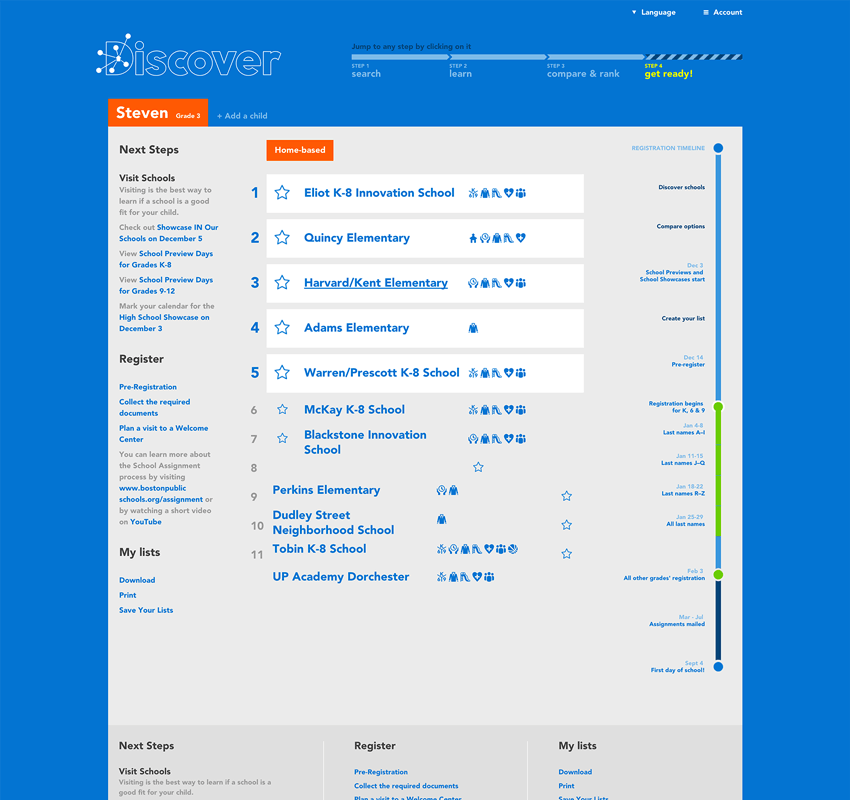 Language
Account
Discover
Jump to any step by clicking on it
STEP 1
search
STEP 2
learn
STEP 3
compare & rank
STEP 4
get ready!
Steven Grade 3
+ Add a child
Next Steps
Visit Schools
Visiting is the best way to
learn if a school is a good
fit for your child.
Check out Showcase IN Our
Schools on December 5
View School Preview Days
for Grades K-8
View School Preview Days
for Grades 9-12
Mark your calendar for the
High School Showcase on
December 3
Register
Pre-Registration
Collect the required
documents
Plan a visit to a Welcome
Center
You can learn more about
the School Assignment
process by visiting
www.bostonpublic
schools.org/assignment or
by watching a short video
on YouTube
My lists
Download
Print
Save Your Lists
Home-based
1 Eliot K-8 Innovation School
2 Quincy Elementary
3 Harvard/Kent Elementary
4 Adams Elementary
5 Warren/Prescott K-8 School
6 McKay K-8 School
7 Blackstone Innovation
School
8
9 Perkins Elementary
10 Dudley Street
Neighborhood School
11 Tobin K-8 School
UP Academy Dorchester
REGISTRATION TIMELINE
Discover schools
Compare options
Dec 3
School Previews and
School Showcases start
Create your list
Dec 14
Pre-register
Registration begins
for K, 6 & 9
Jan 4-8
Last names A–I
Jan 11-15
Last names J–Q
Jan 18-22
Last names R–Z
Jan 25-29
All last names
Feb 3
All other grades' registration
Mar - Jul
Assignments mailed
Sept 4
First day of school!
Next Steps
Visit Schools
Visiting is the best way to learn if a school is a
good fit for your child.
Register
Pre-Registration
Collect the required documents
Plan a visit to a Welcome Center
My lists
Download
Print
Save Your Lists